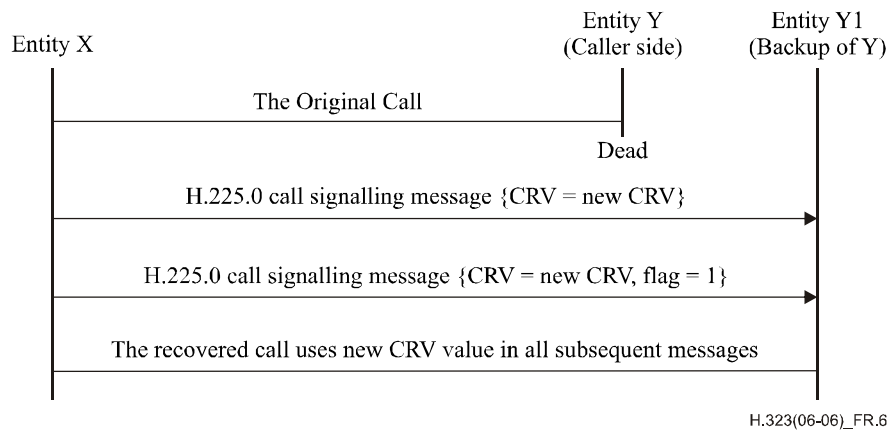 Entity X
Entity Y
(Caller side)
Entity Y1
(Backup of Y)
The Original Call
Dead
H.225.0 call signalling message {CRV = new CRV}
H.225.0 call signalling message {CRV = new CRV, flag = 1}
The recovered call uses new CRV value in all subsequent messages
H.323(06-06)_FR.6